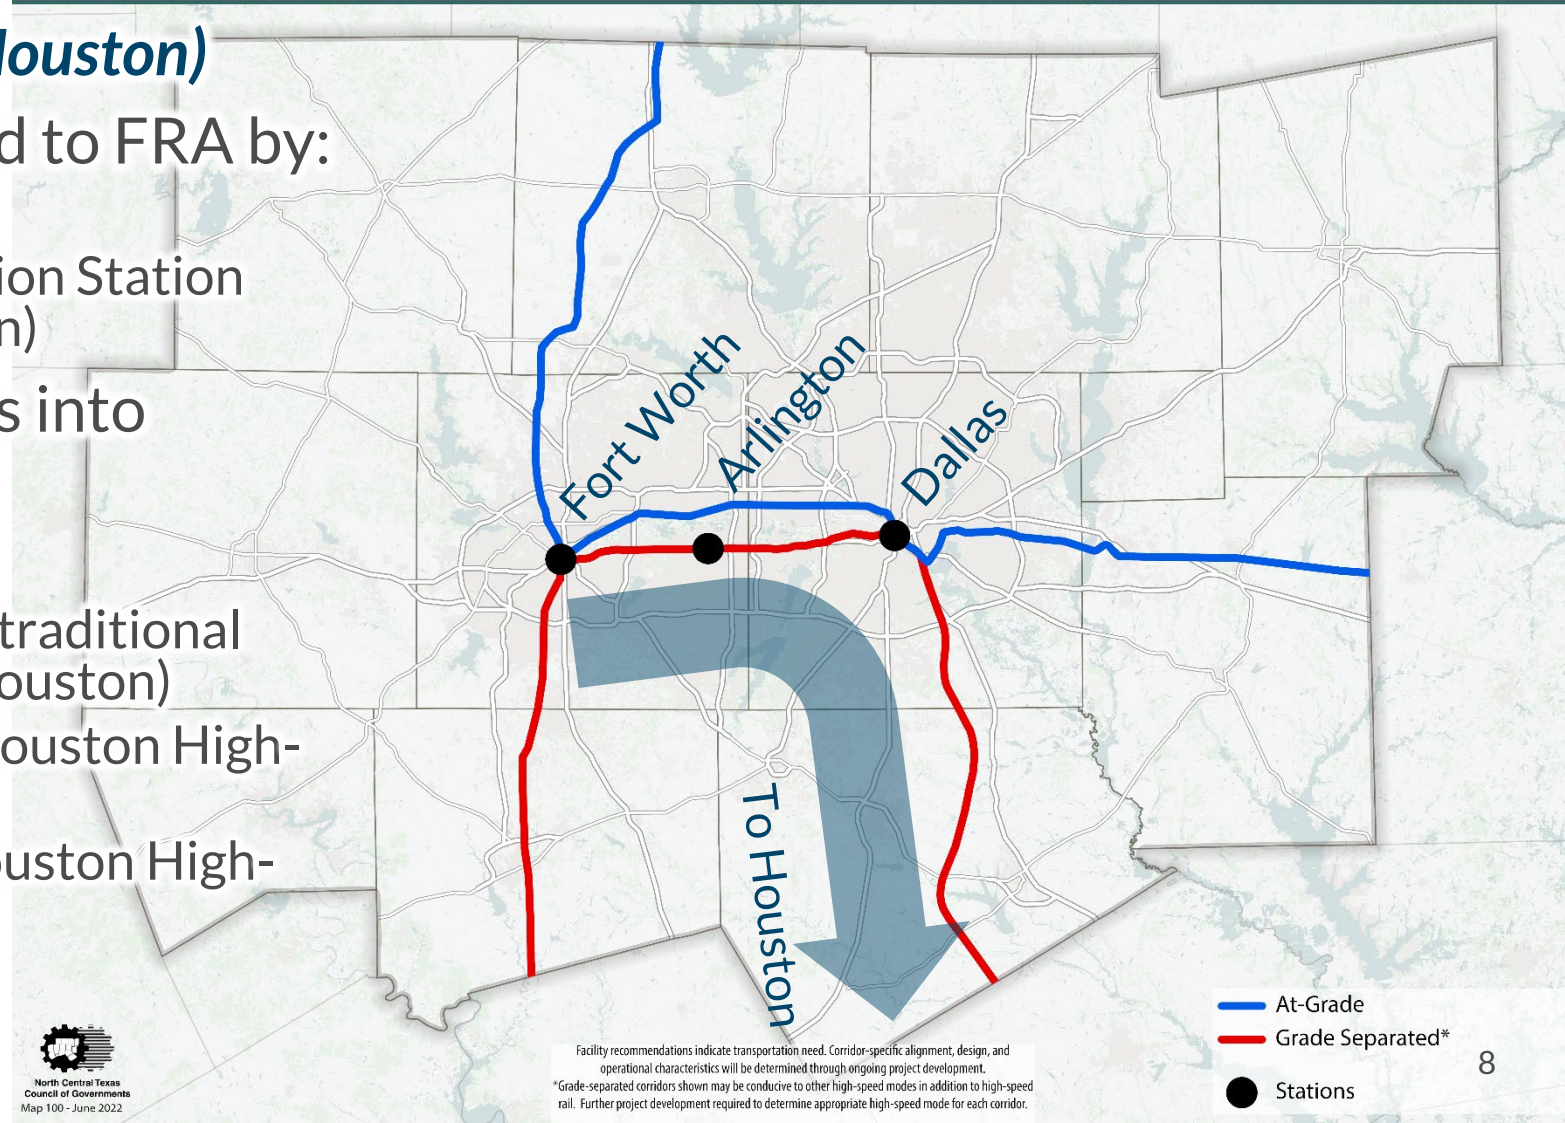 Houston)
d to FRA by:
ion Station
n)
s into
traditional
ouston)
ouston High-
ouston High-
Fort Worth
Arlington
Dallas
To Houston
At-Grade
Grade Separated*
Stations
8
Facility recommendations indicate transportation need. Corridor-specific alignment, design, and
operational characteristics will be determined through ongoing project development.
*Grade-separated corridors shown may be conducive to other high-speed modes in addition to high-speed
rail. Further project development required to determine appropriate high-speed mode for each corridor.
North Central Texas
Council of Governments
Map 100 - June 2022